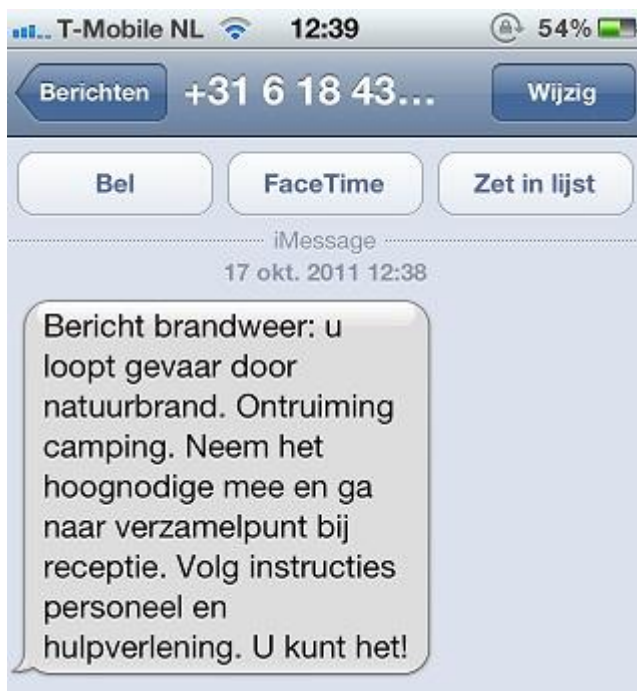 T-Mobile NL 12:39 54%
Berichten +31 6 18 43... Wijzig
Bel FaceTime Zet in lijst
iMessage
17 okt. 2011 12:38
Bericht brandweer: u
loopt gevaar door
natuurbrand. Ontruiming
camping. Neem het
hoognodige mee en ga
naar verzamelpunt bij
receptie. Volg instructies
personeel en
hulpverlening. U kunt het!